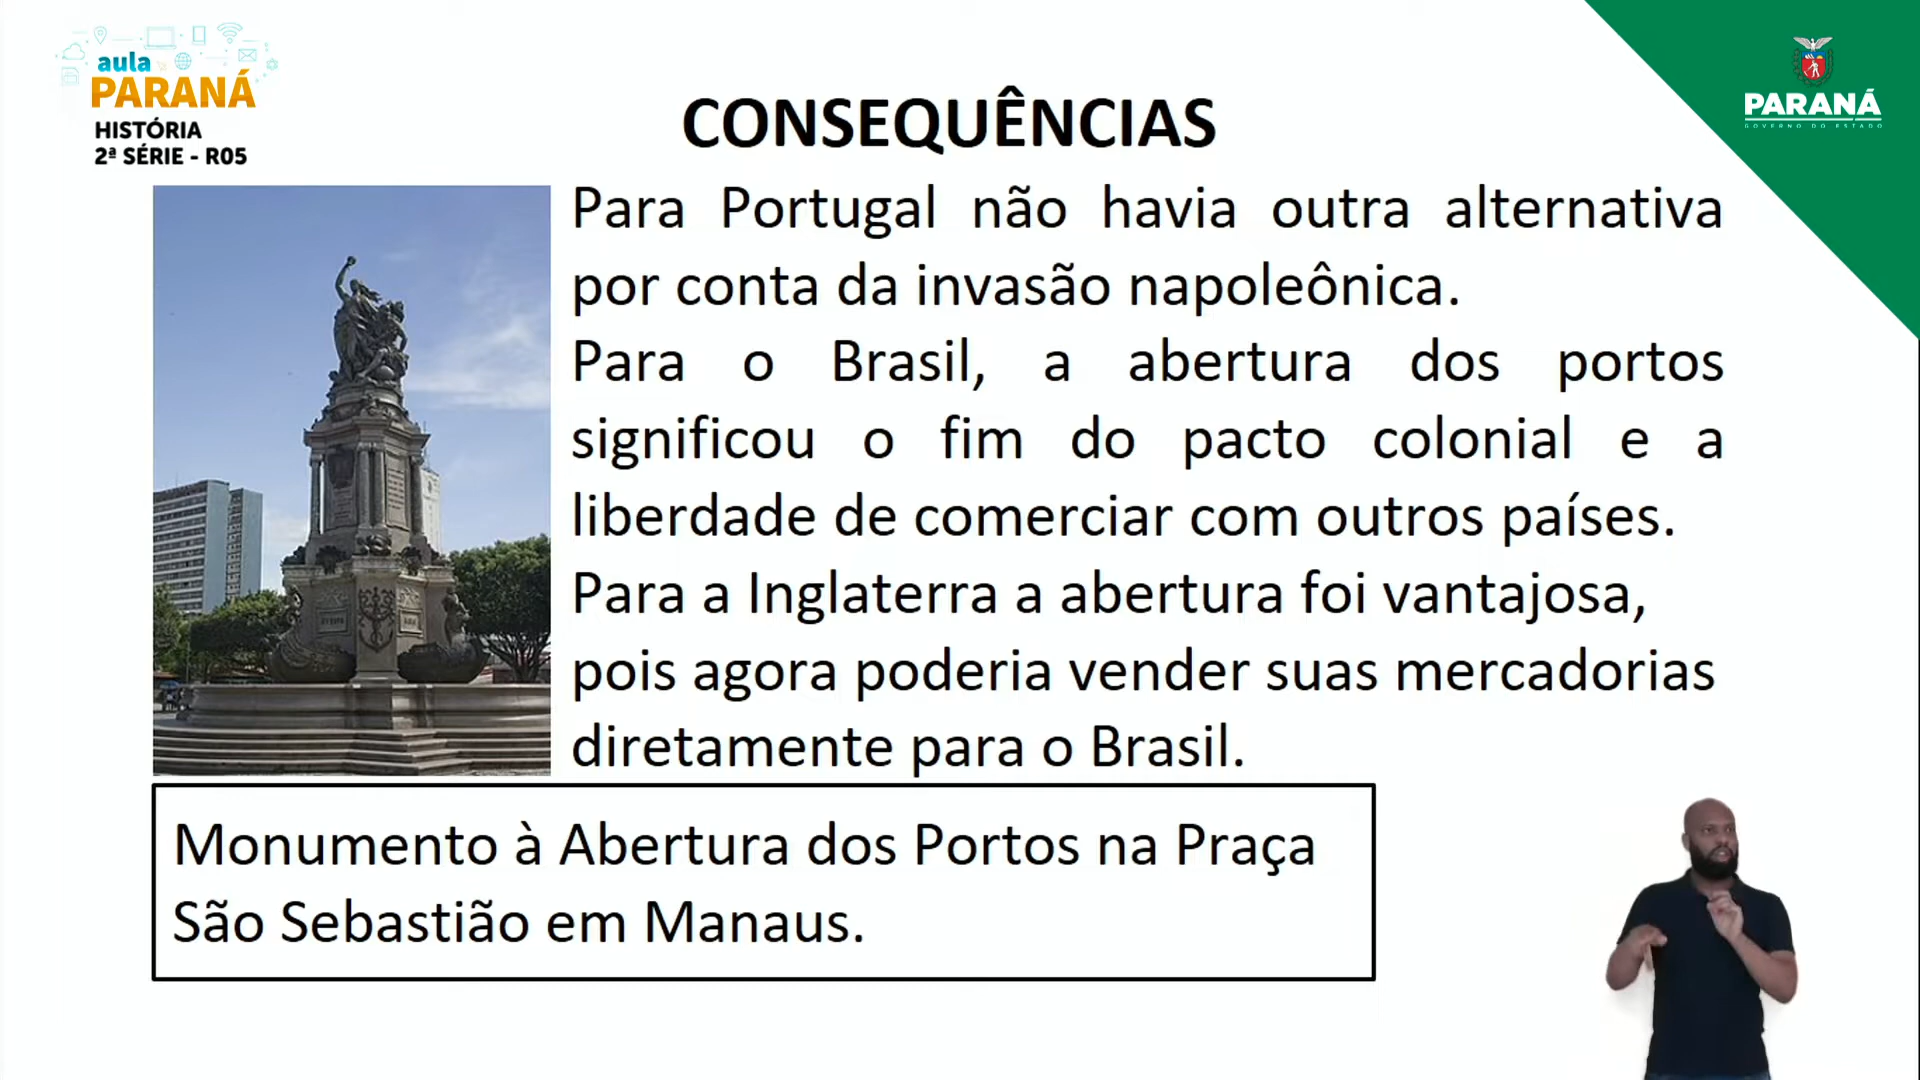 aula
PARANÁ
HISTÓRIA
2ª SÉRIE - R05
PARANÁ
GOVERNO DO ESTADO
CONSEQUÊNCIAS
Para Portugal não havia outra alternativa
por conta da invasão napoleônica.
Para o Brasil, a abertura dos portos
significou o fim do pacto colonial e a
liberdade de comerciar com outros países.
Para a Inglaterra a abertura foi vantajosa,
pois agora poderia vender suas mercadorias
diretamente para o Brasil.
Monumento à Abertura dos Portos na Praça
São Sebastião em Manaus.